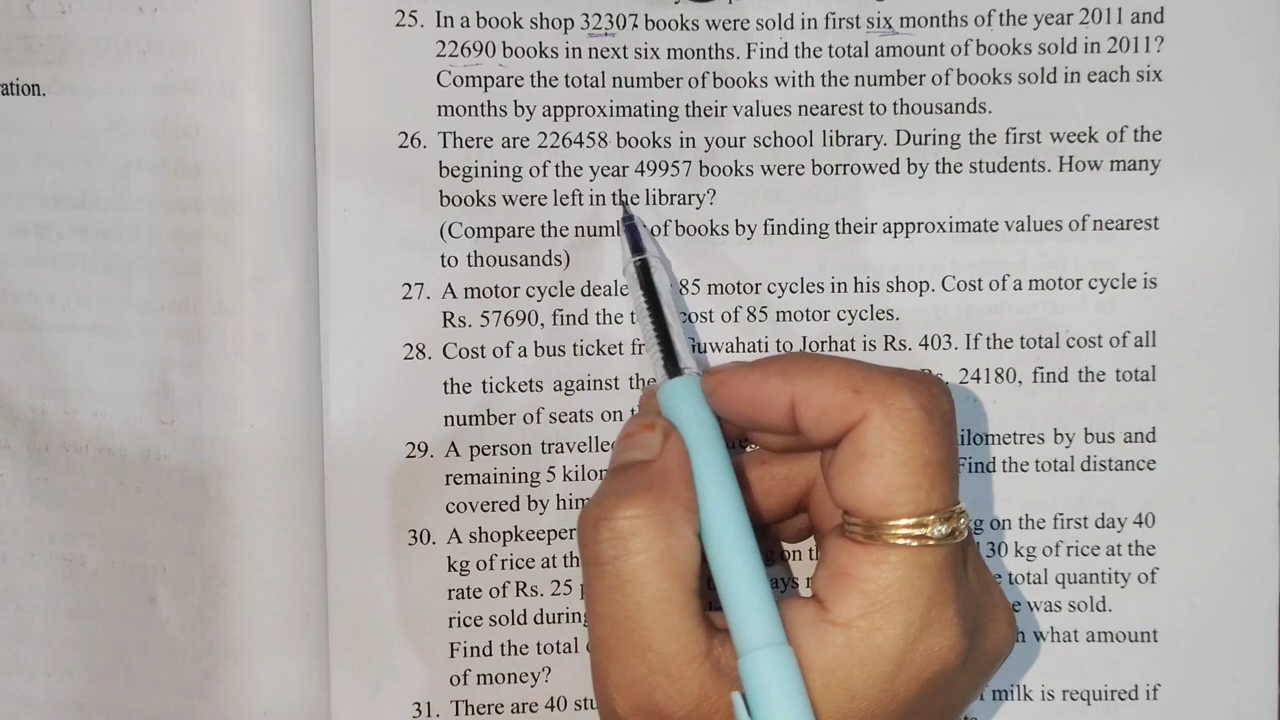 ation.
25. In a book shop 32307 books were sold in first six months of the year 2011 and
22690 books in next six months. Find the total amount of books sold in 2011?
Compare the total number of books with the number of books sold in each six
months by approximating their values nearest to thousands.
26. There are 226458 books in your school library. During the first week of the
begining of the year 49957 books were borrowed by the students. How many
books were left in the library?
(Compare the of books by finding their approximate values of nearest
to thousands)
27. A motor cycle 85 motor cycles in his shop. Cost of a motor cycle is
Rs. 57690, find the cost of 85 motor cycles.
28. Cost of a bus ticket Guwahati to Jorhat is Rs. 403. If the total cost of all
the tickets against the 24180, find the total
number of seats on
29. A person kilometres by bus and
remaining 5 Find the total distance
covered by him
30. A shopkeeper kg on the first day 40
kg of rice at on 30 kg of rice at the
rate of Rs. 25 total quantity of
rice sold was sold.
Find the total what amount
of money?
31. There are 40 milk is required if